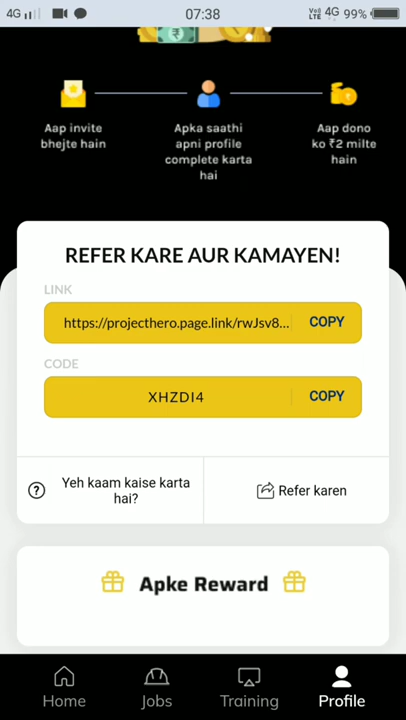 4G
07:38
VoD LTE 4G 99%
Aap invite
bhejte hain
Apka saathi
apni profile
complete karta
hai
Aap dono
ko ₹2 milte
hain
REFER KARE AUR KAMAYEN!
LINK
https://projecthero.page.link/rwJsv8... COPY
CODE
XHZDI4 COPY
Yeh kaam kaise karta
hai?
Refer karen
Apke Reward
Home Jobs Training Profile